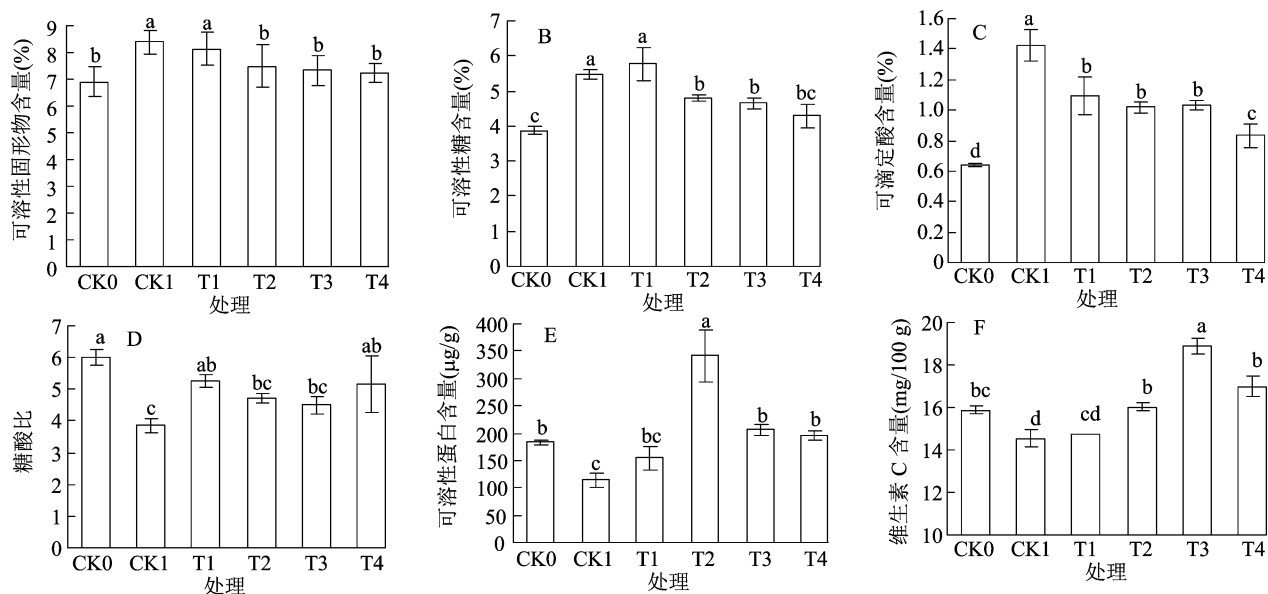 可溶性固形物含量(%)
9
8
7
6
5
4
3
2
1
0
b
a
a
b
b
b
CK0 CK1 T1 T2 T3 T4
处理
B
可溶性糖含量(%)
7
6
5
4
3
2
1
0
c
a
a
b
b
bc
CK0 CK1 T1 T2 T3 T4
处理
C
可滴定酸含量(%)
1.6
1.4
1.2
1.0
0.8
0.6
0.4
0.2
0
d
a
b
b
b
c
CK0 CK1 T1 T2 T3 T4
处理
D
糖酸比
7
6
5
4
3
2
1
0
a
c
ab
bc
bc
ab
CK0 CK1 T1 T2 T3 T4
处理
E
可溶性蛋白含量(μg/g)
400
350
300
250
200
150
100
50
0
b
c
bc
a
b
b
CK0 CK1 T1 T2 T3 T4
处理
F
维生素 C 含量(mg/100 g)
20
18
16
14
12
10
bc
d
cd
b
a
b
CK0 CK1 T1 T2 T3 T4
处理